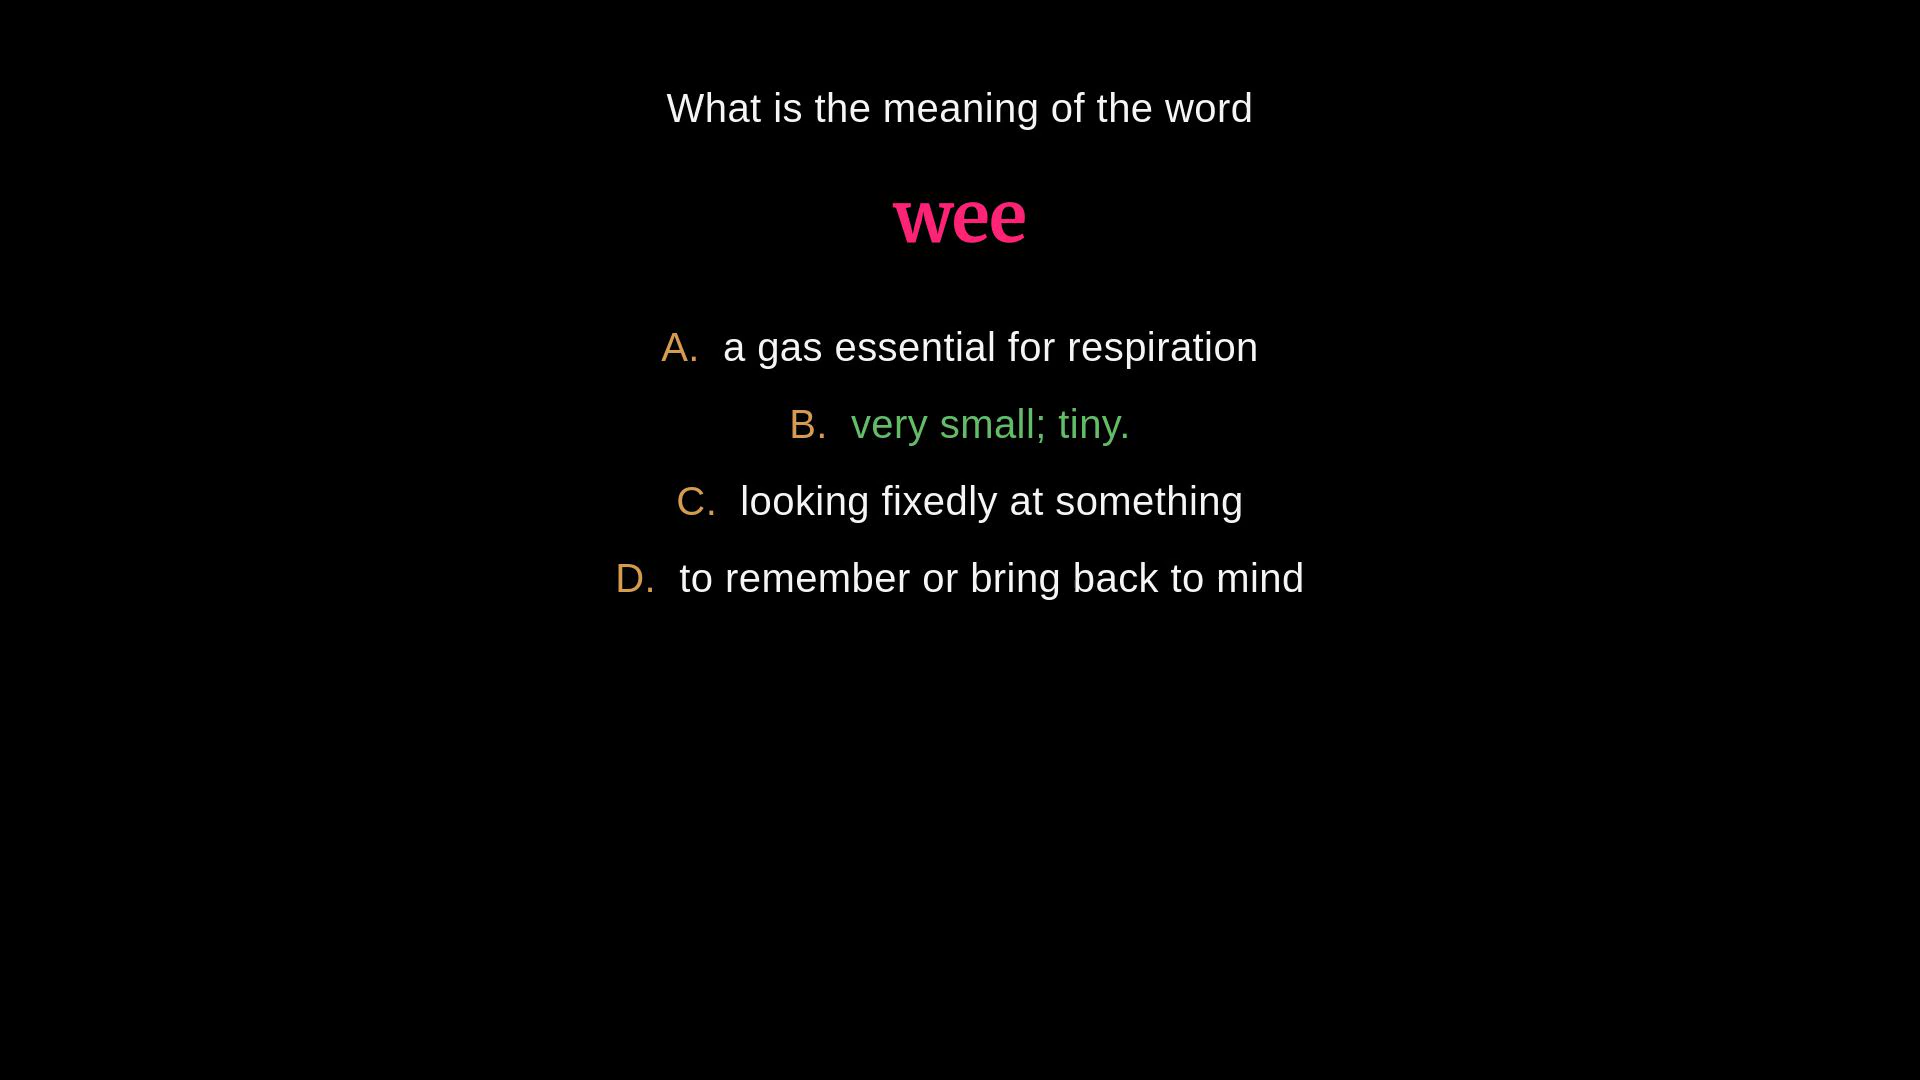 What is the meaning of the word
wee
A. a gas essential for respiration
B. very small; tiny.
C. looking fixedly at something
D. to remember or bring back to mind